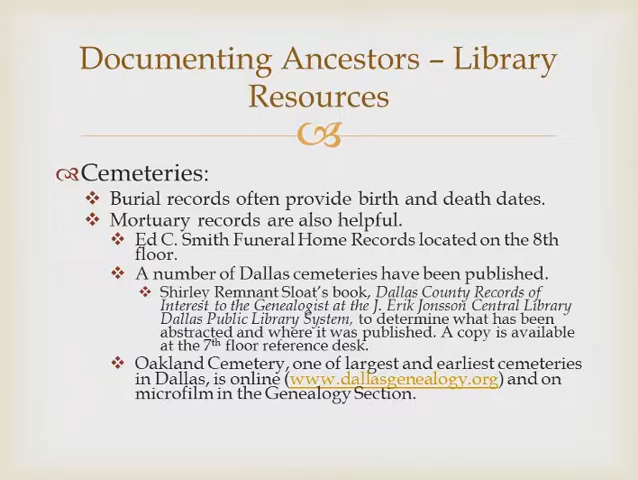 Documenting Ancestors – Library
Resources
Cemeteries:
Burial records often provide birth and death dates.
Mortuary records are also helpful.
Ed C. Smith Funeral Home Records located on the 8th
floor.
A number of Dallas cemeteries have been published.
Shirley Remnant Sloat's book, Dallas County Records of
Interest to the Genealogist at the J. Erik Jonsson Central Library
Dallas Public Library System, to determine what has been
abstracted and where it was published. A copy is available
at the 7th floor reference desk.
Oakland Cemetery, one of largest and earliest cemeteries
in Dallas, is online (www.dallasgenealogy.org) and on
microfilm in the Genealogy Section.